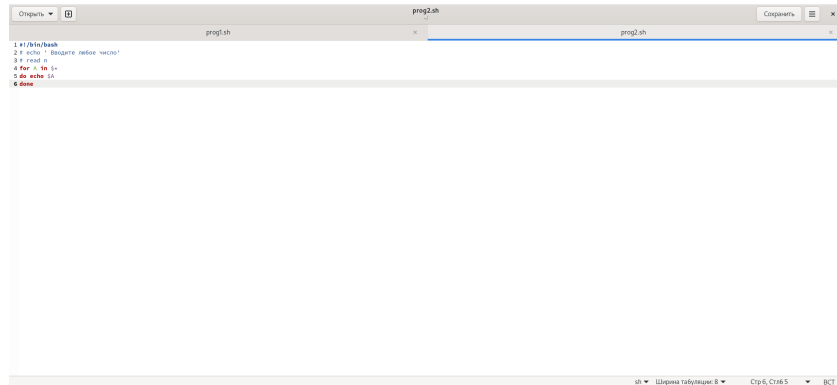 Открыть
prog2.sh
~/
Сохранить
prog1.sh
prog2.sh
1 #!/bin/bash
2 # echo ' Вводите любое число'
3 # read n
4 for A in $*
5 do echo $A
6 done
sh
Ширина табуляции: 8
Стр 6, Стлб 5
ВСТ